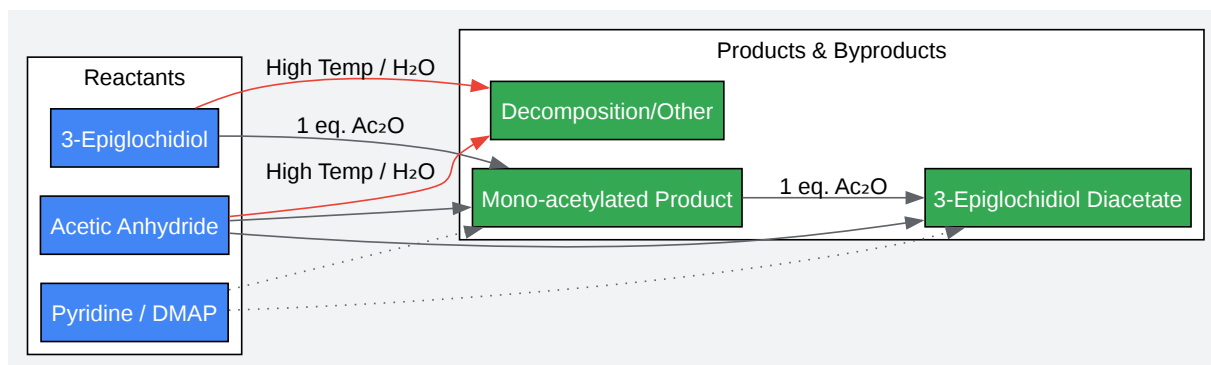 Products & Byproducts
Reactants
High Temp / H₂O
Decomposition/Other
3-Epiglochidiol
1 eq. Ac₂O
High Temp / H₂O
Mono-acetylated Product
1 eq. Ac₂O
3-Epiglochidiol Diacetate
Acetic Anhydride
Pyridine / DMAP